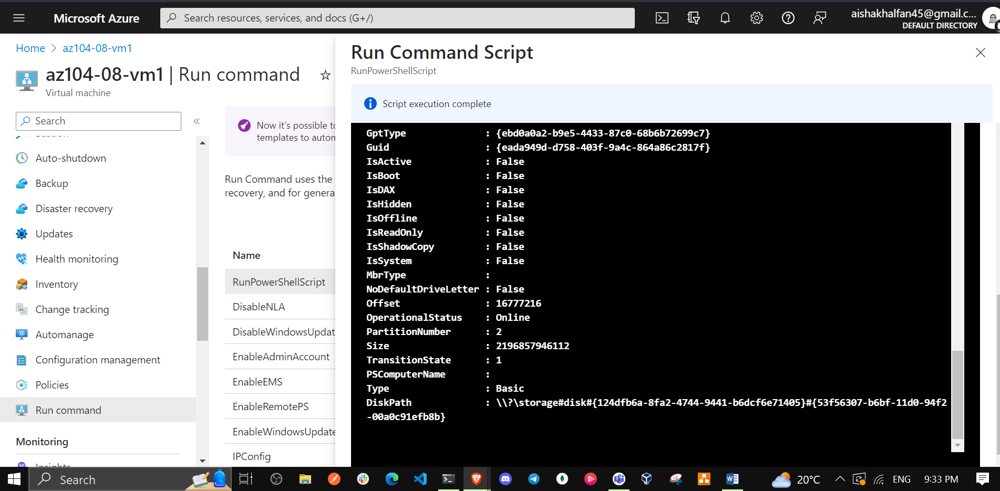 Microsoft Azure
Search resources, services, and docs (G+/)
aishakhalfan45@gmail.c...
DEFAULT DIRECTORY
Home > az104-08-vm1
az104-08-vm1 | Run command
Virtual machine
Search
«
Auto-shutdown
Backup
Disaster recovery
Updates
Health monitoring
Inventory
Change tracking
Automanage
Configuration management
Policies
Run command
Monitoring
Insights
Now it's possible to
templates to autom
Run Command uses the
recovery, and for genera
Name
RunPowerShellScript
DisableNLA
DisableWindowsUpdat
EnableAdminAccount
EnableEMS
EnableRemotePS
EnableWindowsUpdate
IPConfig
Run Command Script
RunPowerShellScript
Script execution complete
GptType : {ebd0a0a2-b9e5-4433-87c0-68b6b72699c7}
Guid : {eada949d-d758-403f-9a4c-864a86c2817f}
IsActive : False
IsBoot : False
IsDAX : False
IsHidden : False
IsOffline : False
IsReadOnly : False
IsShadowCopy : False
IsSystem : False
MbrType :
NoDefaultDriveLetter : False
Offset : 16777216
OperationalStatus : Online
PartitionNumber : 2
Size : 2196857946112
TransitionState : 1
PSComputerName :
Type : Basic
DiskPath : \\?\storage#disk#{124dfb6a-8fa2-4744-9441-b6dcf6e71405}#{53f56307-b6bf-11d0-94f2
-00a0c91efb8b}
Search
20°C
ENG
9:33 PM